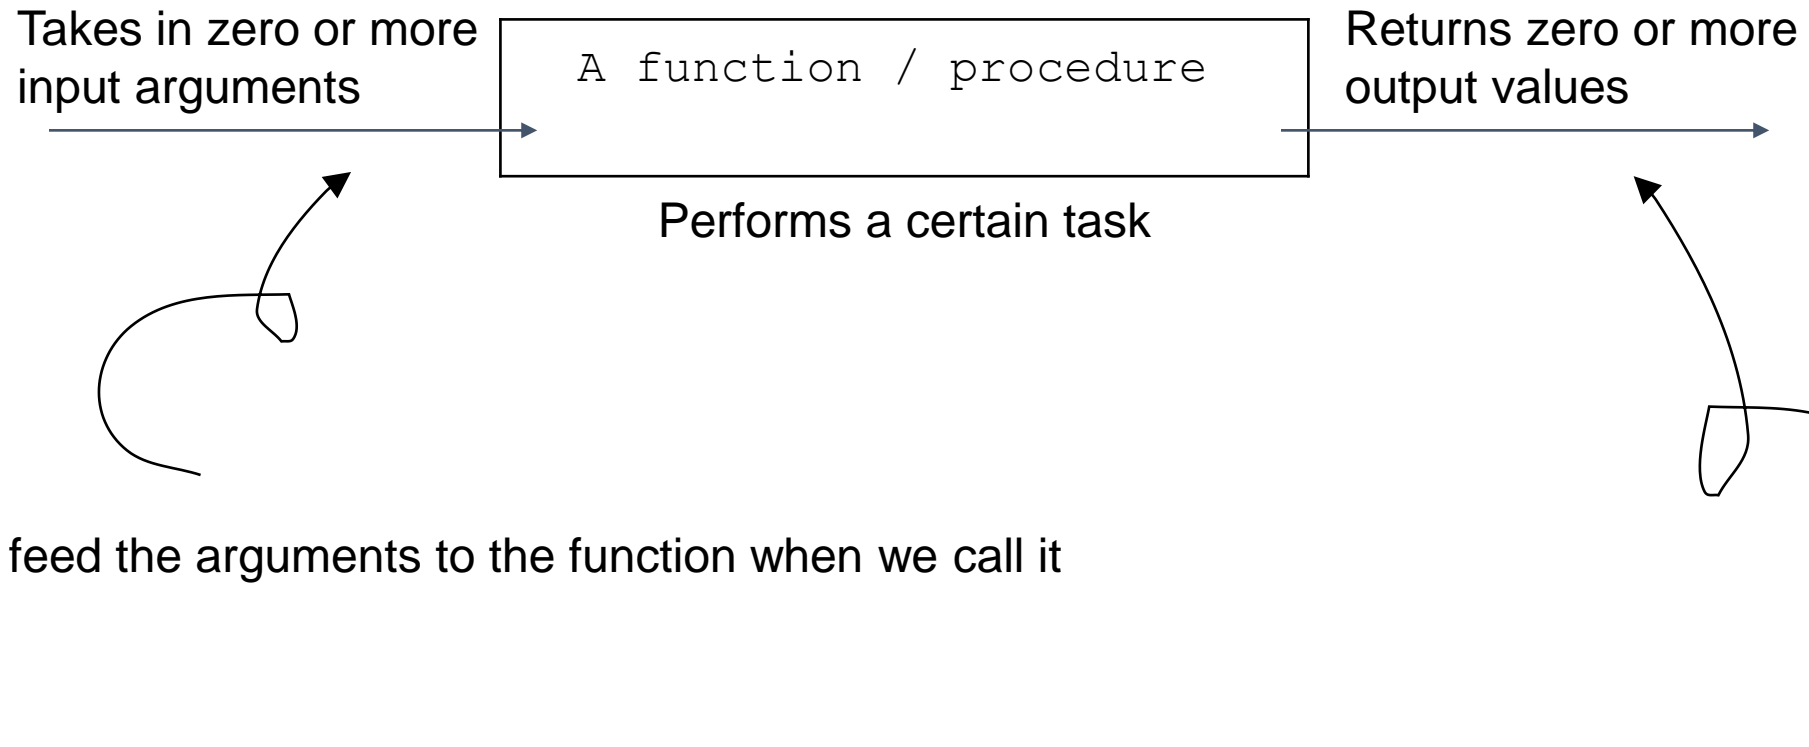 Takes in zero or more
input arguments
A function / procedure
Returns zero or more
output values
Performs a certain task
feed the arguments to the function when we call it